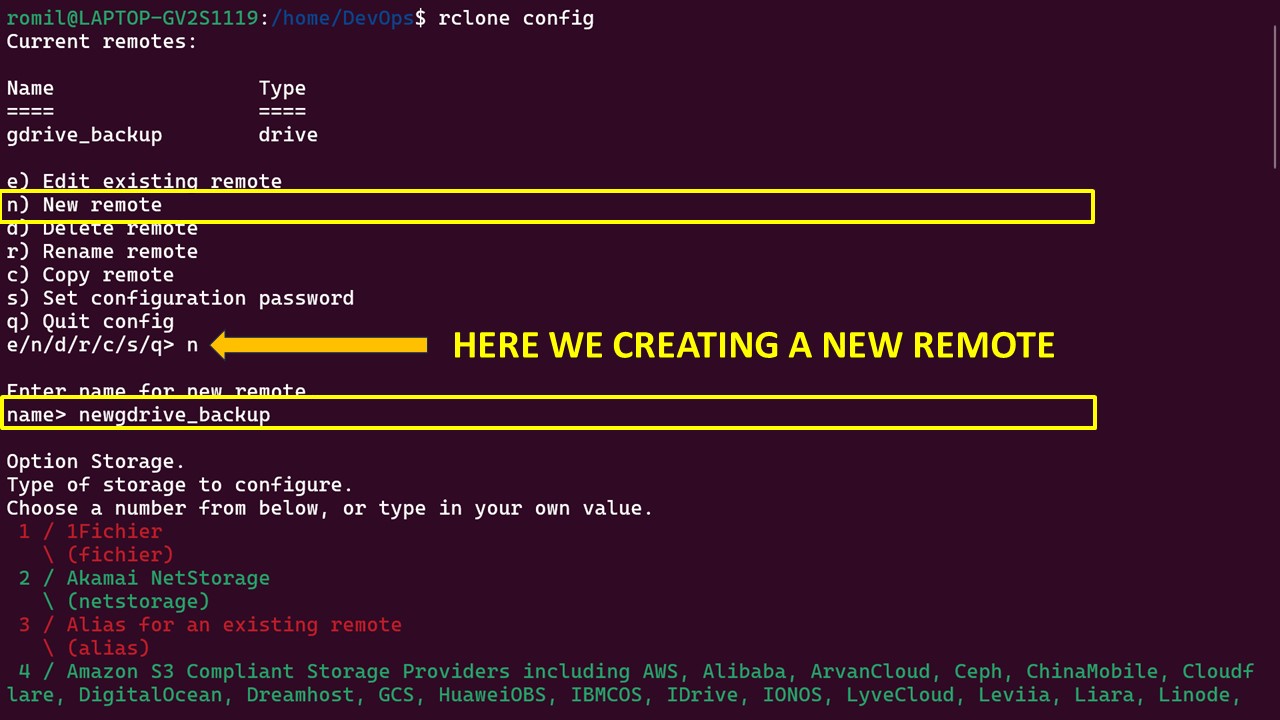 romil@LAPTOP-GV2S1119:/home/DevOps$ rclone config
Current remotes:
Name                 Type
====                 ====
gdrive_backup        drive
e) Edit existing remote
n) New remote
d) Delete remote
r) Rename remote
c) Copy remote
s) Set configuration password
q) Quit config
e/n/d/r/c/s/q> n
HERE WE CREATING A NEW REMOTE
Enter name for new remote.
name> newgdrive_backup
Option Storage.
Type of storage to configure.
Choose a number from below, or type in your own value.
 1 / 1Fichier
   \ (fichier)
 2 / Akamai NetStorage
   \ (netstorage)
 3 / Alias for an existing remote
   \ (alias)
 4 / Amazon S3 Compliant Storage Providers including AWS, Alibaba, ArvanCloud, Ceph, ChinaMobile, Cloudf
lare, DigitalOcean, Dreamhost, GCS, HuaweiOBS, IBMCOS, IDrive, IONOS, LyveCloud, Leviia, Liara, Linode,